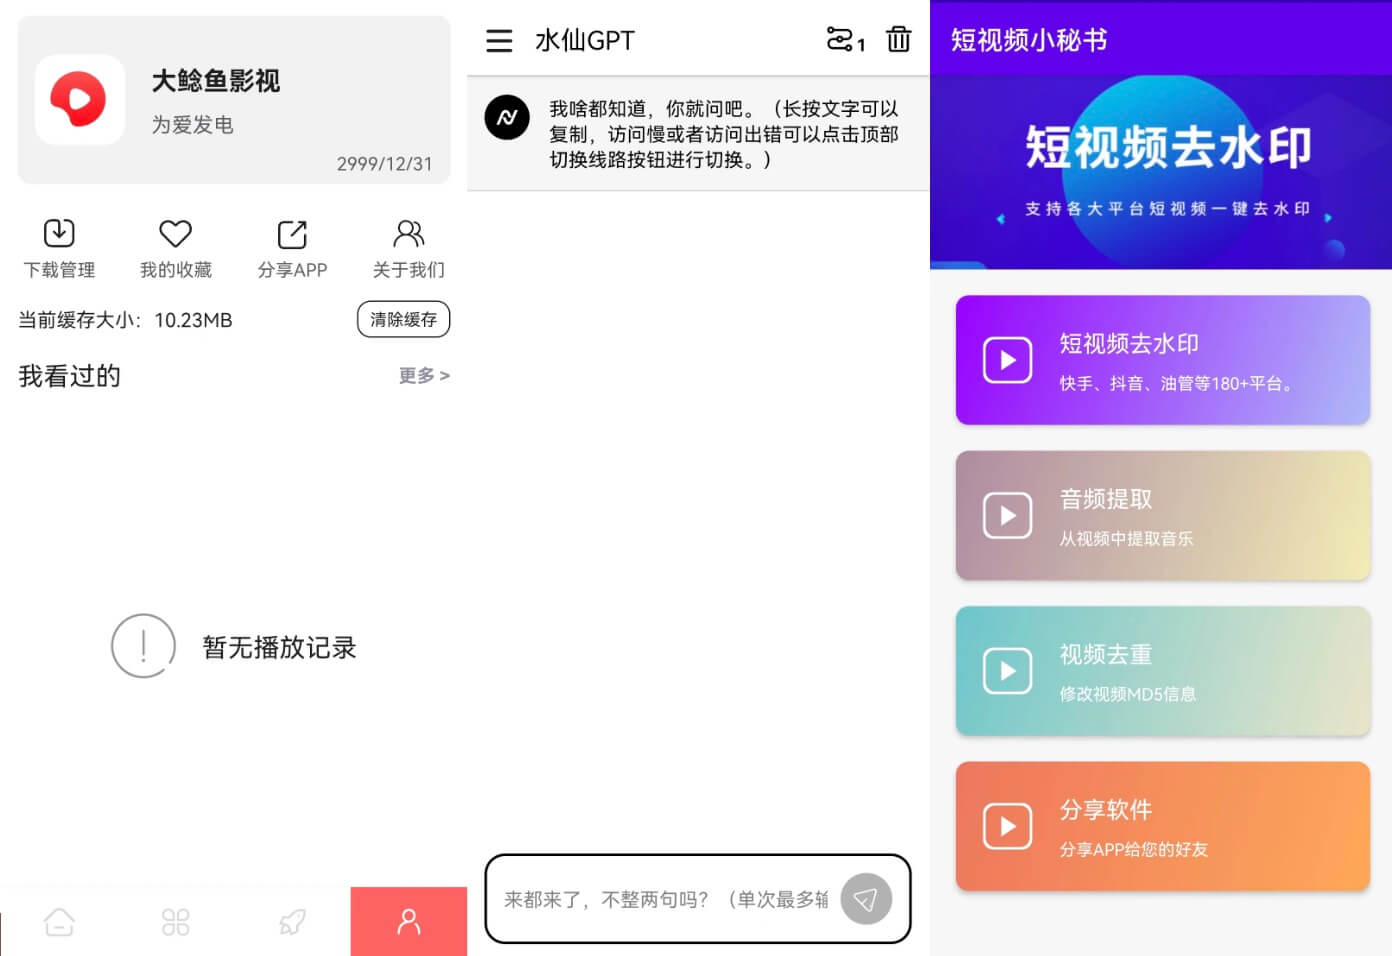 大鲶鱼影视
为爱发电
2999/12/31
下载管理
我的收藏
分享APP
关于我们
当前缓存大小：10.23MB
清除缓存
我看过的
更多 >
暂无播放记录
水仙GPT
1
我啥都知道，你就问吧。（长按文字可以
复制，访问慢或者访问出错可以点击顶部
切换线路按钮进行切换。）
来都来了，不整两句吗？（单次最多输
短视频小秘书
短视频去水印
支持各大平台短视频一键去水印
短视频去水印
快手、抖音、油管等180+平台。
音频提取
从视频中提取音乐
视频去重
修改视频MD5信息
分享软件
分享APP给您的好友